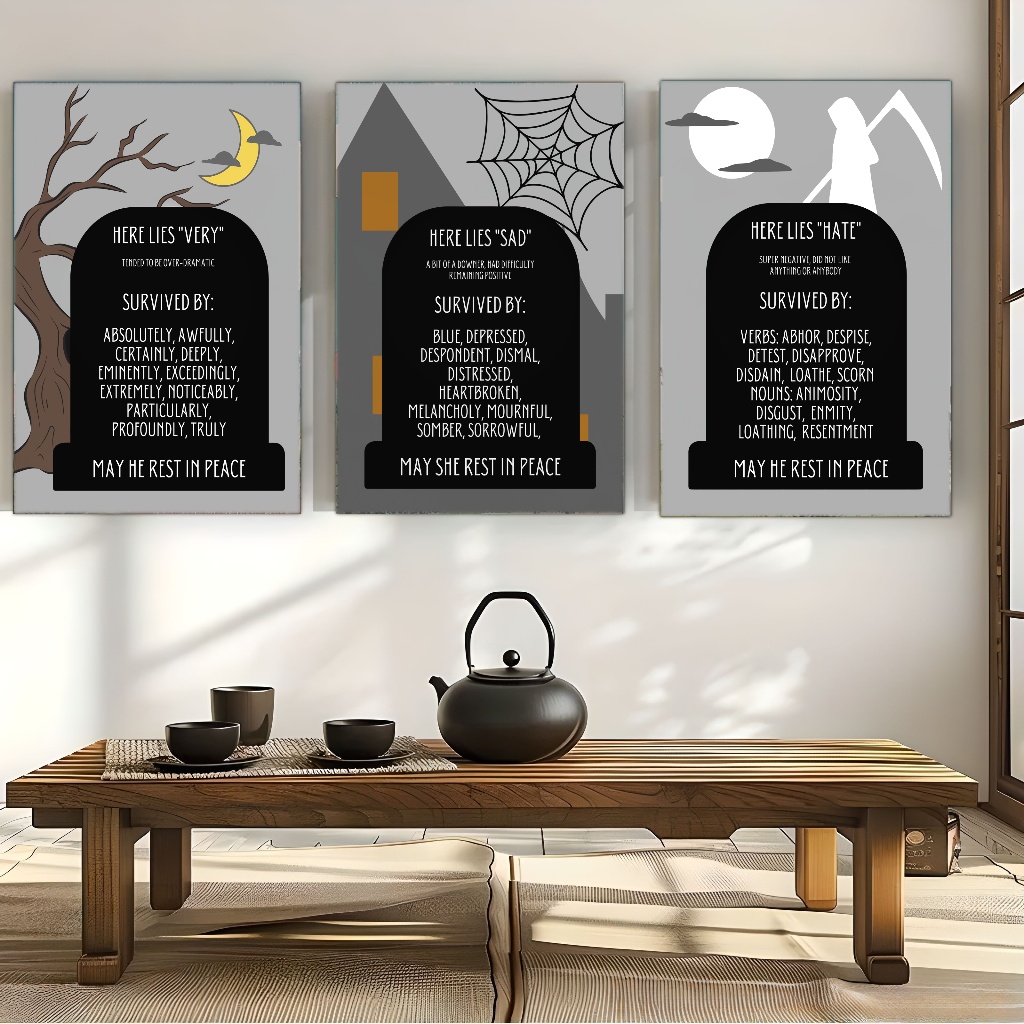 HERE LIES "VERY"
TENDED TO BE OVER-DRAMATIC
SURVIVED BY:
ABSOLUTELY, AWFULLY,
CERTAINLY, DEEPLY,
EMINENTLY, EXCEEDINGLY,
EXTREMELY, NOTICEABLY,
PARTICULARLY,
PROFOUNDLY, TRULY
MAY HE REST IN PEACE
HERE LIES "SAD"
A BIT OF A DOWNER, HAD DIFFICULTY
REMAINING POSITIVE
SURVIVED BY:
BLUE, DEPRESSED,
DESPONDENT, DISMAL,
DISTRESSED,
HEARTBROKEN,
MELANCHOLY, MOURNFUL,
SOMBER, SORROWFUL,
MAY SHE REST IN PEACE
HERE LIES "HATE"
SUPER NEGATIVE, DID NOT LIKE
ANYTHING OR ANYBODY
SURVIVED BY:
VERBS: ABHOR, DESPISE,
DETEST, DISAPPROVE,
DISDAIN, LOATHE, SCORN
NOUNS: ANIMOSITY,
DISGUST, ENMITY,
LOATHING, RESENTMENT
MAY HE REST IN PEACE